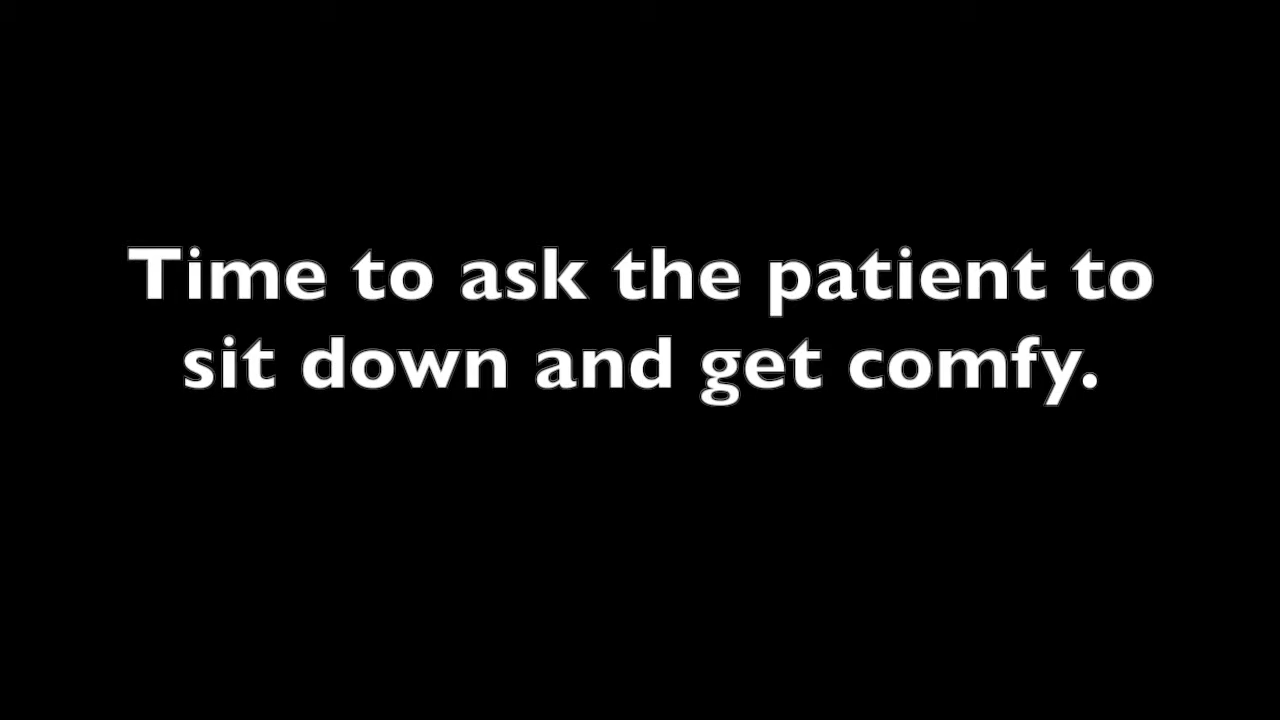 Time to ask the patient to
sit down and get comfy.